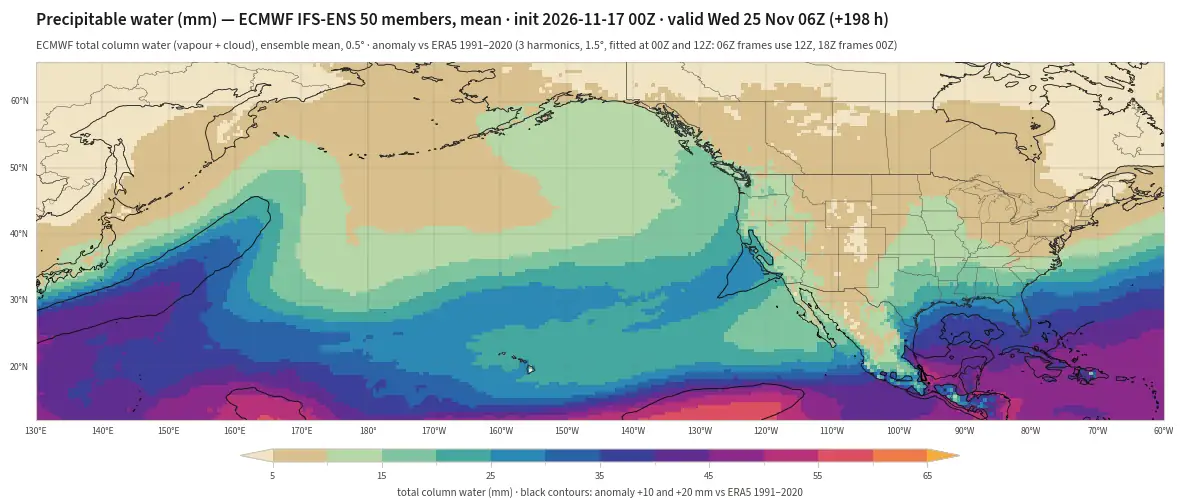 Precipitable water (mm) — ECMWF IFS-ENS 50 members, mean · init 2026-11-17 00Z · valid Wed 25 Nov 06Z (+198 h)
ECMWF total column water (vapour + cloud), ensemble mean, 0.5° · anomaly vs ERA5 1991–2020 (3 harmonics, 1.5°, fitted at 00Z and 12Z: 06Z frames use 12Z, 18Z frames 00Z)
60°N
50°N
40°N
30°N
20°N
130°E 140°E 150°E 160°E 170°E 180° 170°W 160°W 150°W 140°W 130°W 120°W 110°W 100°W 90°W 80°W 70°W 60°W
5 15 25 35 45 55 65
total column water (mm) · black contours: anomaly +10 and +20 mm vs ERA5 1991–2020